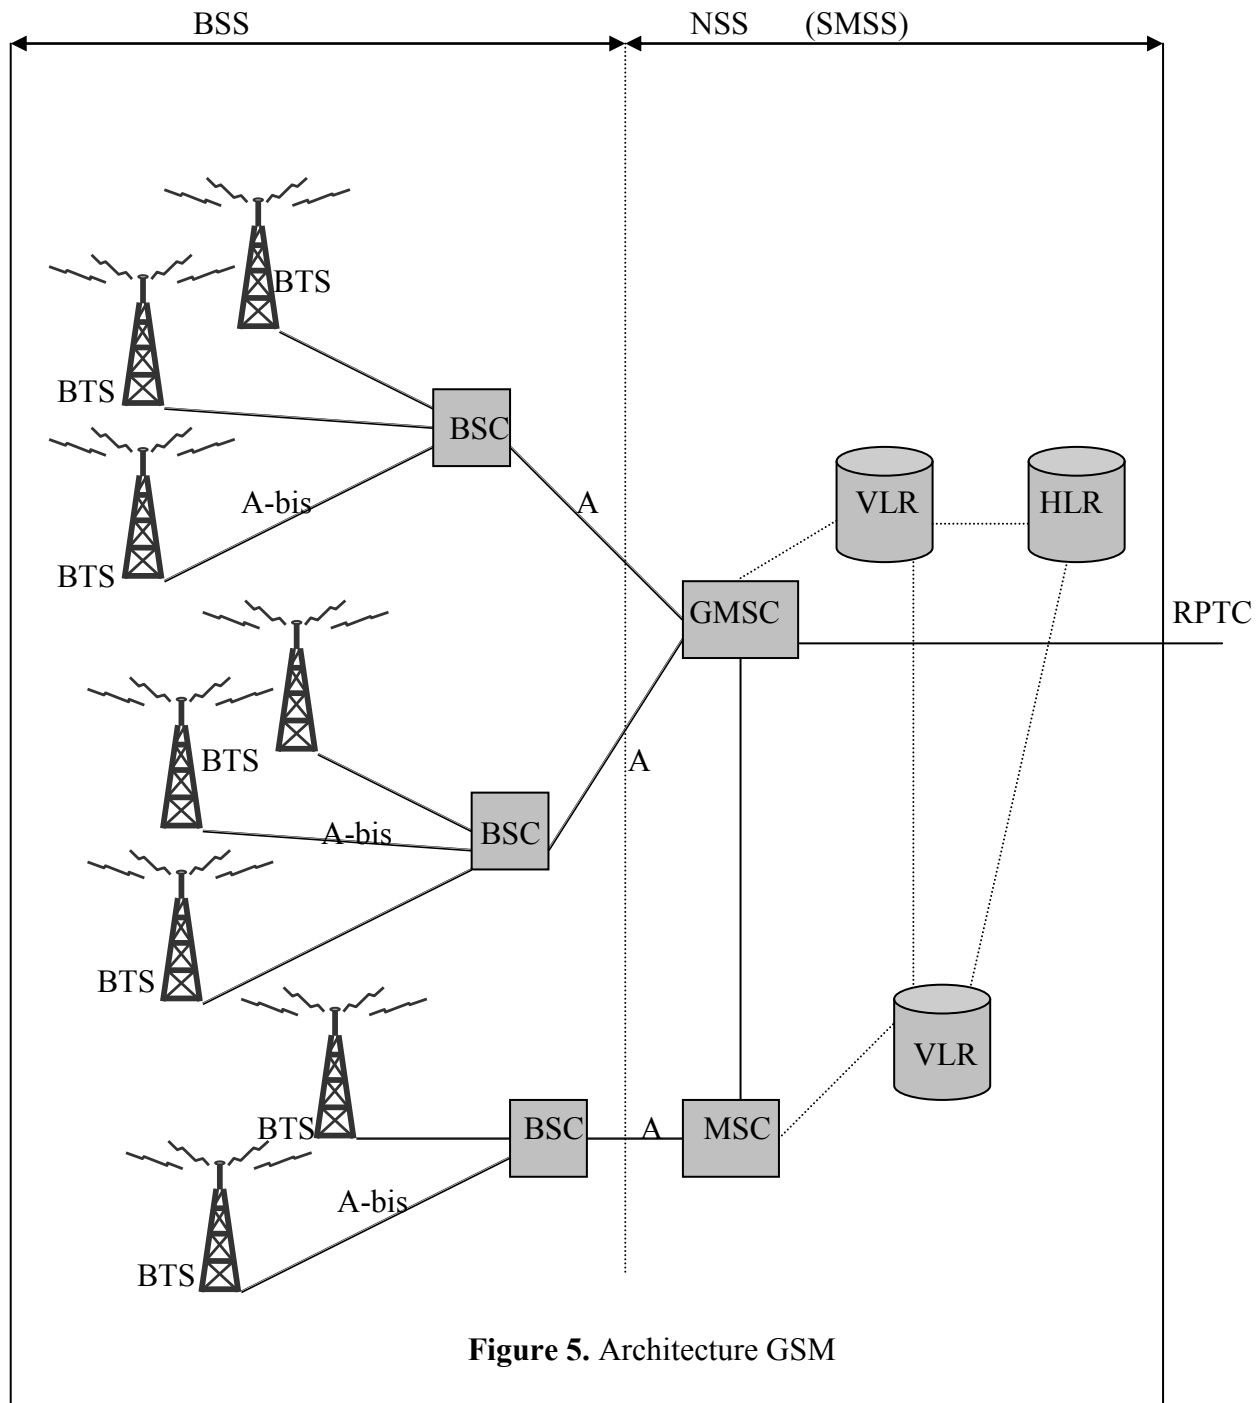 BSS
NSS (SMSS)
BTS
BTS
BSC
A-bis
A
VLR
HLR
BTS
GMSC
RPTC
BTS
A
A-bis
BSC
BTS
VLR
BTS
BSC
A
MSC
A-bis
BTS
Figure 5. Architecture GSM